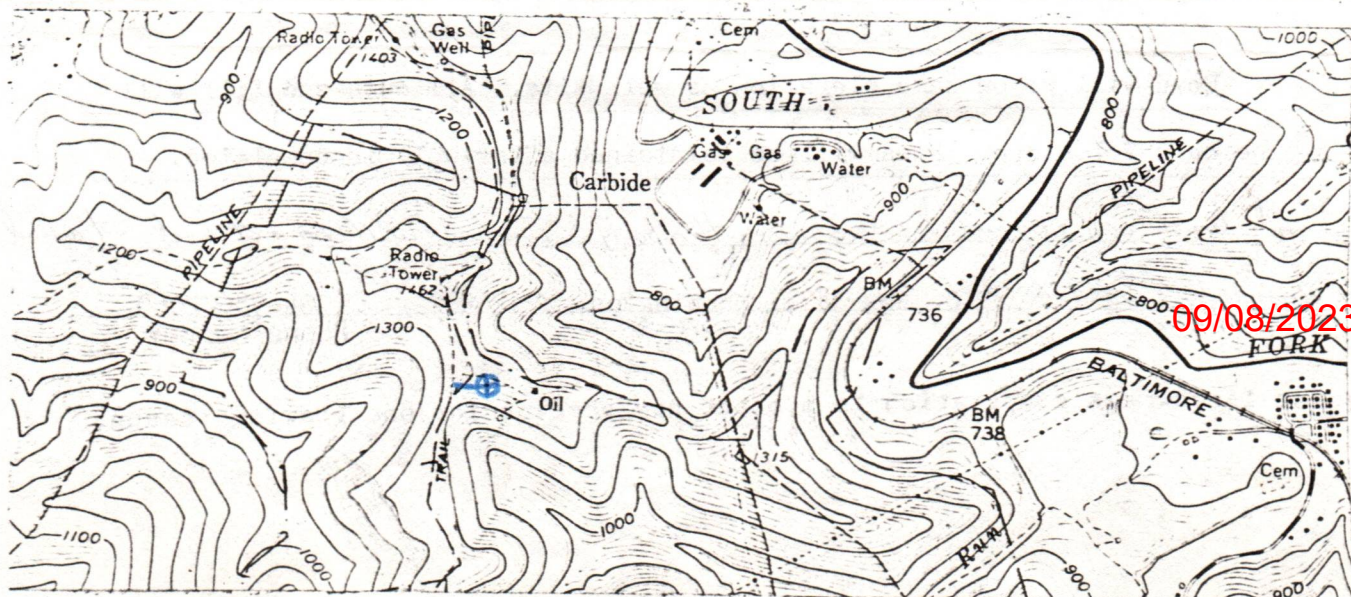 Radio Tower
1403
Gas
Well
Cem
1000
900
1200
SOUTH
800
Gas
Gas
Water
Carbide
PIPELINE
900
Water
PIPELINE
1200
Radio
Tower
1462
BM
736
800
800
09/08/2023
FORK
1300
BALTIMORE
900
Oil
BM
738
TRAIL
1315
Cem
1000
1100
1000
900
900